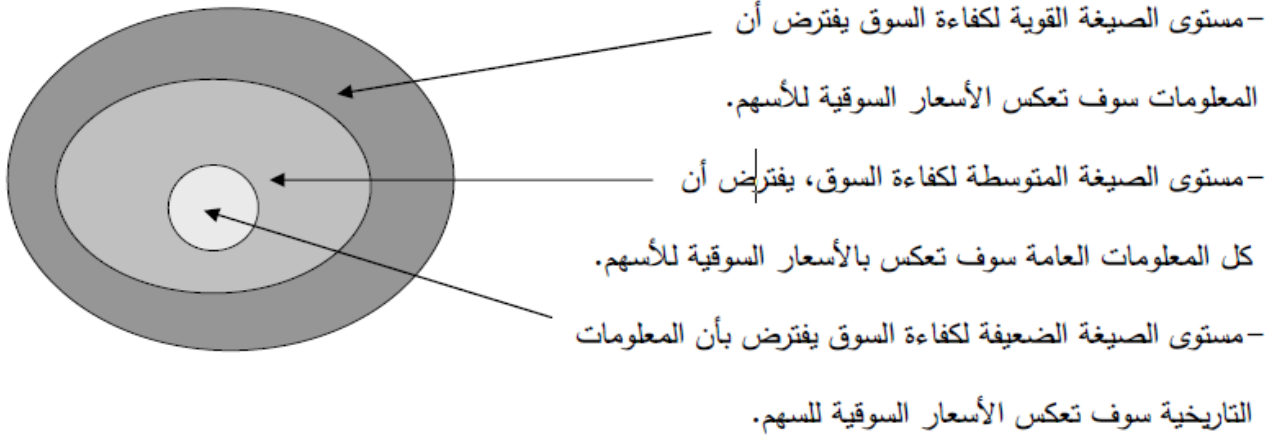 -مستوى الصيغة القوية لكفاءة السوق يفترض أن
المعلومات سوف تعكس الأسعار السوقية للأسهم.
-مستوى الصيغة المتوسطة لكفاءة السوق، يفترض أن
كل المعلومات العامة سوف تعكس بالأسعار السوقية للأسهم.
-مستوى الصيغة الضعيفة لكفاءة السوق يفترض بأن المعلومات
التاريخية سوف تعكس الأسعار السوقية للسهم.